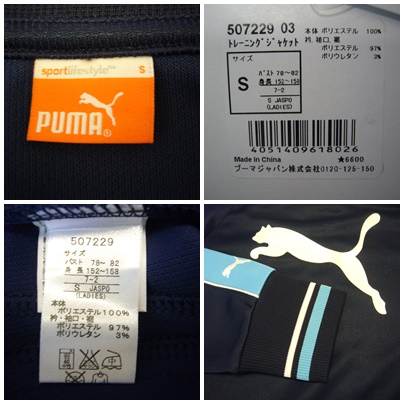 sportlifestyle™ S
PUMA®
507229 03
トレーニングジャケット
サイズ
S
バスト 78～82
身長 152～158
7-2
S JASPO
(LADIES)
本体 ポリエステル 100%
衿、袖口、裾
ポリエステル 97%
ポリウレタン 3%
4051409618026
Made in China
★6600
プーマジャパン㈱0120-125-150
507229
サイズ
バスト 78～ 82
身長 152～158
7-2
S JASPO
(LADIES)
本体
ポリエステル100%
衿・袖口・裾
ポリエステル 97%
ポリウレタン 3%